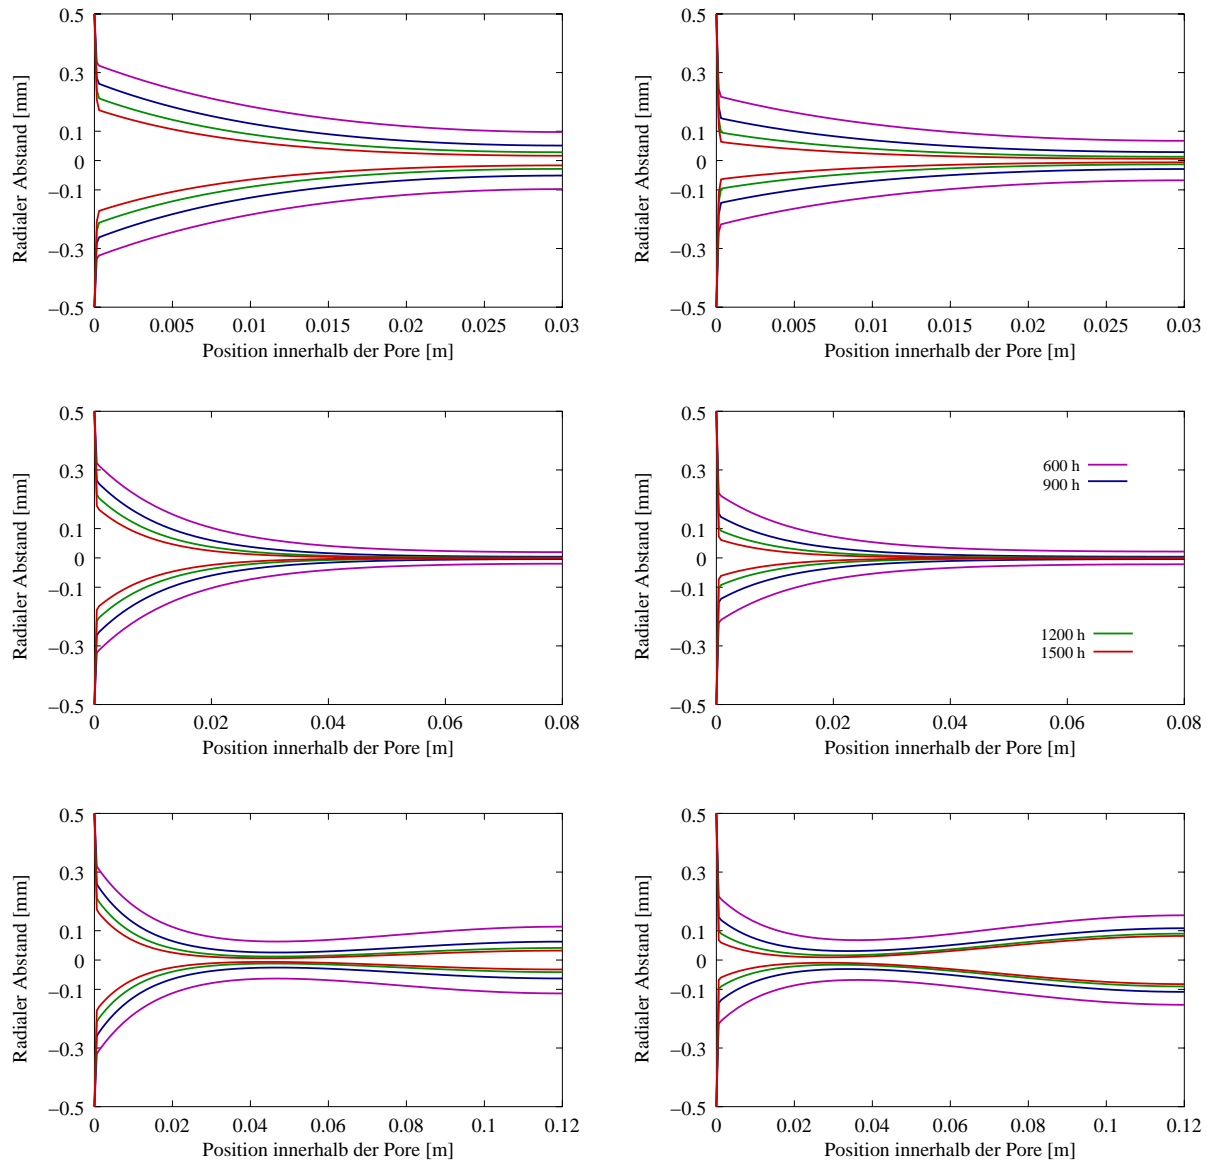 0.5
0.3
0.1
0
–0.1
–0.3
–0.5
Radialer Abstand [mm]
0 0.005 0.01 0.015 0.02 0.025 0.03
Position innerhalb der Pore [m]
0.5
0.3
0.1
0
–0.1
–0.3
–0.5
Radialer Abstand [mm]
0 0.005 0.01 0.015 0.02 0.025 0.03
Position innerhalb der Pore [m]
0.5
0.3
0.1
0
–0.1
–0.3
–0.5
Radialer Abstand [mm]
0 0.02 0.04 0.06 0.08
Position innerhalb der Pore [m]
0.5
0.3
0.1
0
–0.1
–0.3
–0.5
Radialer Abstand [mm]
600 h
900 h
1200 h
1500 h
0 0.02 0.04 0.06 0.08
Position innerhalb der Pore [m]
0.5
0.3
0.1
0
–0.1
–0.3
–0.5
Radialer Abstand [mm]
0 0.02 0.04 0.06 0.08 0.1 0.12
Position innerhalb der Pore [m]
0.5
0.3
0.1
0
–0.1
–0.3
–0.5
Radialer Abstand [mm]
0 0.02 0.04 0.06 0.08 0.1 0.12
Position innerhalb der Pore [m]